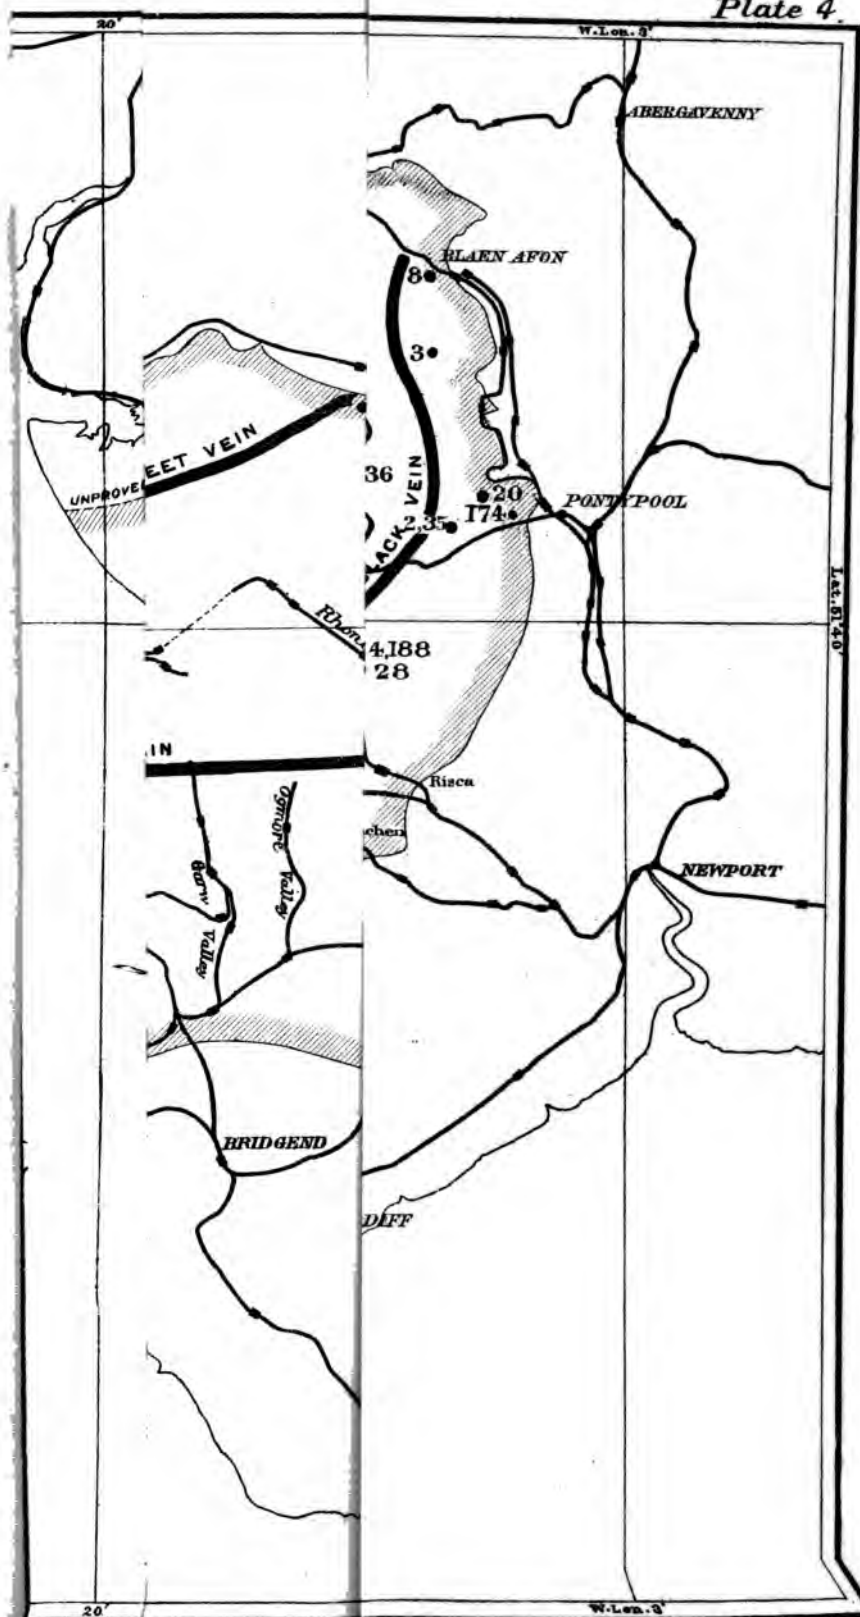 Plate 4.
20'
W. Lon. 3°
ABERGAVENNY
BLAEN AFON
8
3
EET VEIN
UNPROVE
36
ACK VEIN
20
PONTYPOOL
174
2,35
Lat. 51°40'
Rhon
4,188
28
IN
Risca
Ogmore Valley
chen
Garw Valley
NEWPORT
BRIDGEND
DIFF
20'
W. Lon. 3°